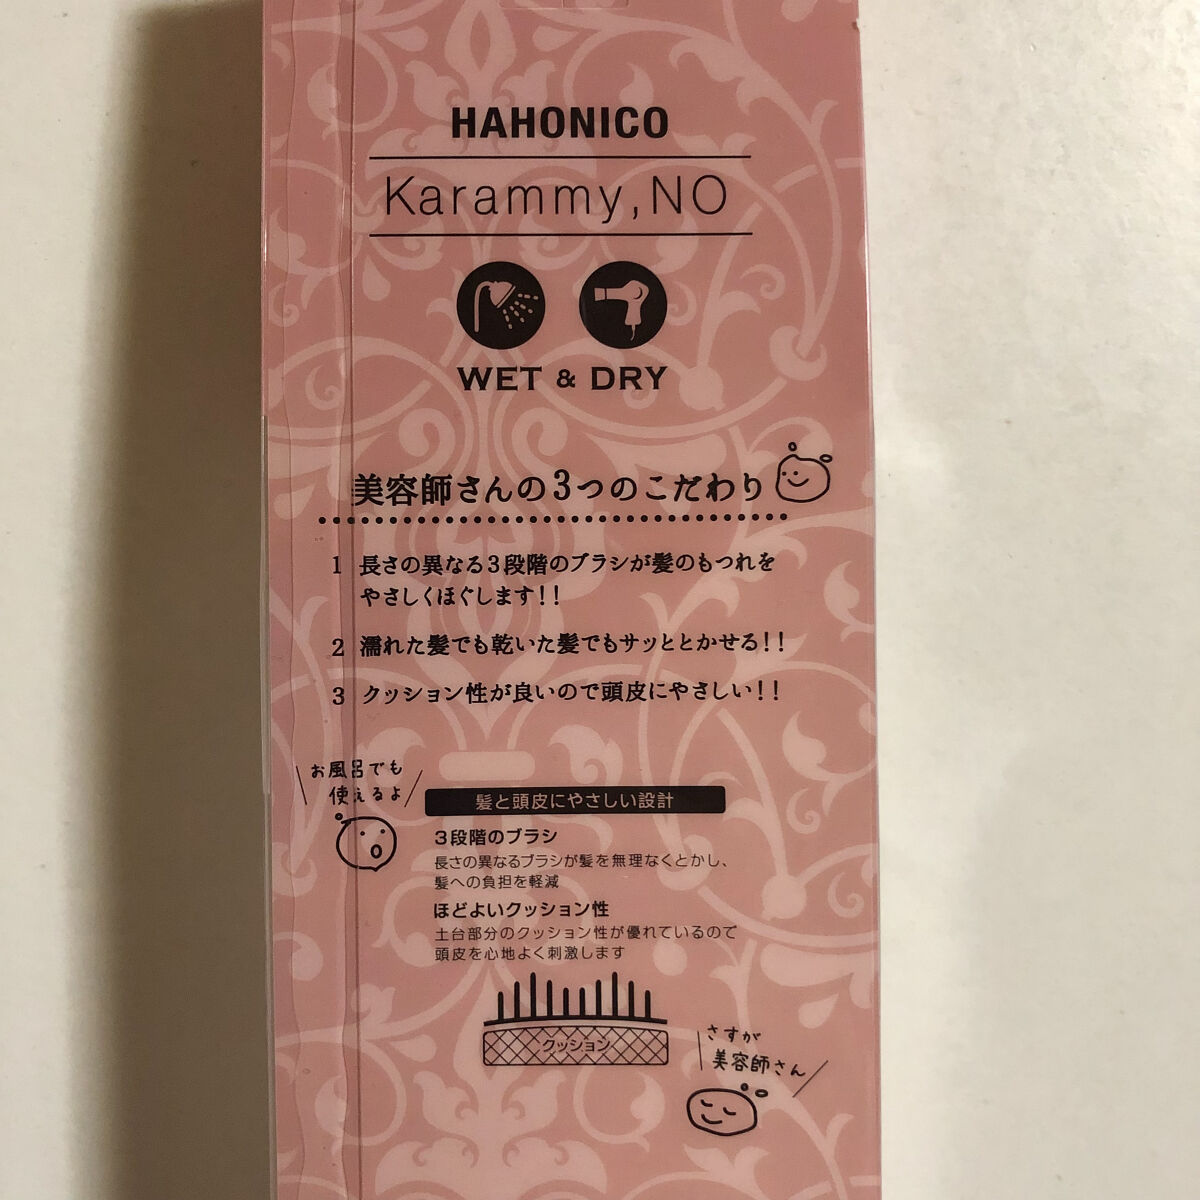 HAHONICO
Karammy,NO
WET & DRY
美容師さんの3つのこだわり
1 長さの異なる3段階のブラシが髪のもつれを
やさしくほぐします!!
2 濡れた髪でも乾いた髪でもサッととかせる!!
3 クッション性が良いので頭皮にやさしい!!
お風呂でも
使えるよ
髪と頭皮にやさしい設計
3段階のブラシ
長さの異なるブラシが髪を無理なくとかし、
髪への負担を軽減
ほどよいクッション性
土台部分のクッション性が優れているので
頭皮を心地よく刺激します
クッション
さすが
美容師さん